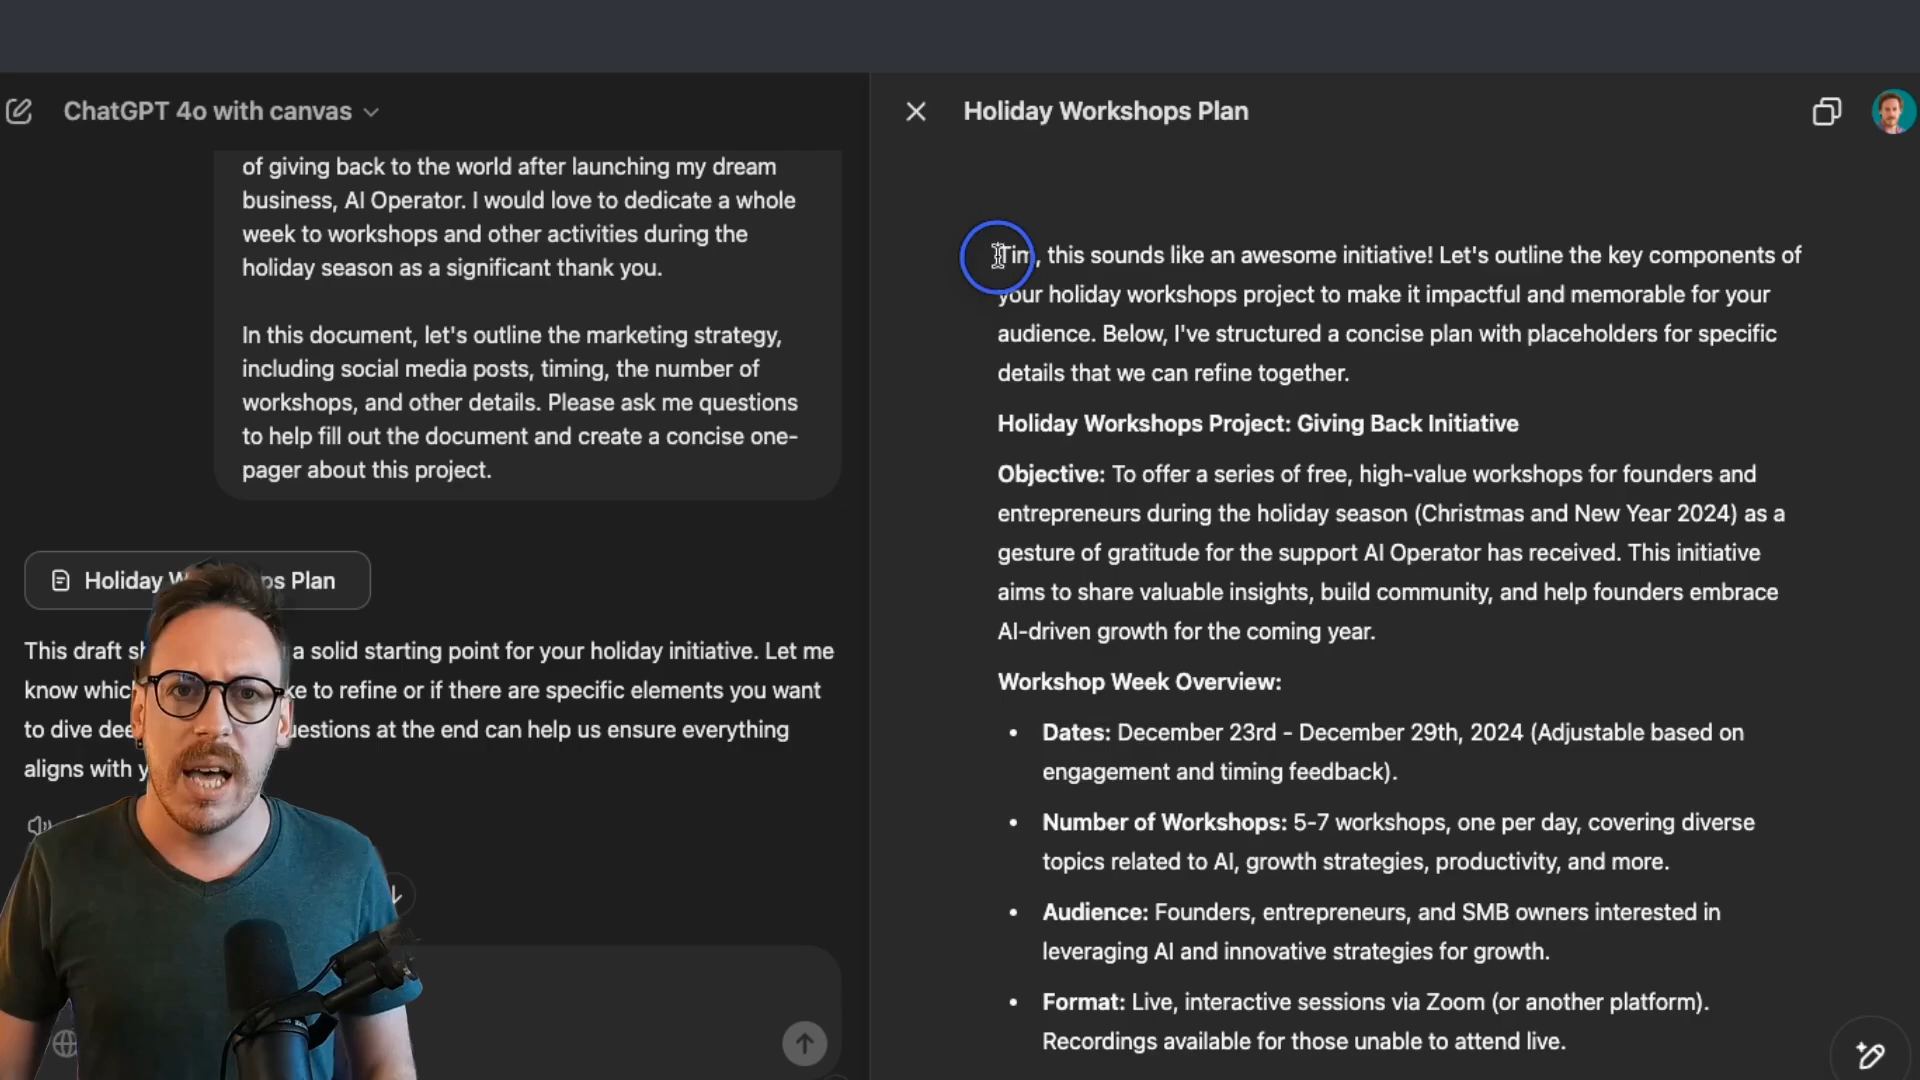 ChatGPT 4o with canvas
of giving back to the world after launching my dream
business, AI Operator. I would love to dedicate a whole
week to workshops and other activities during the
holiday season as a significant thank you.
In this document, let's outline the marketing strategy,
including social media posts, timing, the number of
workshops, and other details. Please ask me questions
to help fill out the document and create a concise one-
pager about this project.
Holiday W ps Plan
This draft a solid starting point for your holiday initiative. Let me
know to refine or if there are specific elements you want
to dive at the end can help us ensure everything
aligns with
Holiday Workshops Plan
Tim, this sounds like an awesome initiative! Let's outline the key components of
your holiday workshops project to make it impactful and memorable for your
audience. Below, I've structured a concise plan with placeholders for specific
details that we can refine together.
Holiday Workshops Project: Giving Back Initiative
Objective: To offer a series of free, high-value workshops for founders and
entrepreneurs during the holiday season (Christmas and New Year 2024) as a
gesture of gratitude for the support AI Operator has received. This initiative
aims to share valuable insights, build community, and help founders embrace
AI-driven growth for the coming year.
Workshop Week Overview:
• Dates: December 23rd - December 29th, 2024 (Adjustable based on
engagement and timing feedback).
• Number of Workshops: 5-7 workshops, one per day, covering diverse
topics related to AI, growth strategies, productivity, and more.
• Audience: Founders, entrepreneurs, and SMB owners interested in
leveraging AI and innovative strategies for growth.
• Format: Live, interactive sessions via Zoom (or another platform).
Recordings available for those unable to attend live.